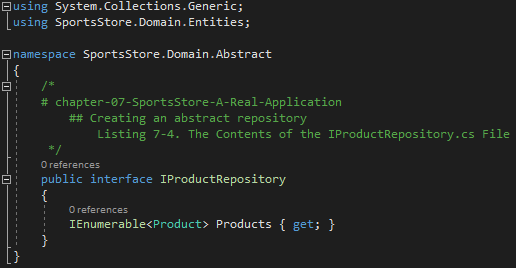 using System.Collections.Generic;
using SportsStore.Domain.Entities;
namespace SportsStore.Domain.Abstract
{
/*
# chapter-07-SportsStore-A-Real-Application
## Creating an abstract repository
Listing 7-4. The Contents of the IProductRepository.cs File
*/
0 references
public interface IProductRepository
{
0 references
IEnumerable<Product> Products { get; }
}
}